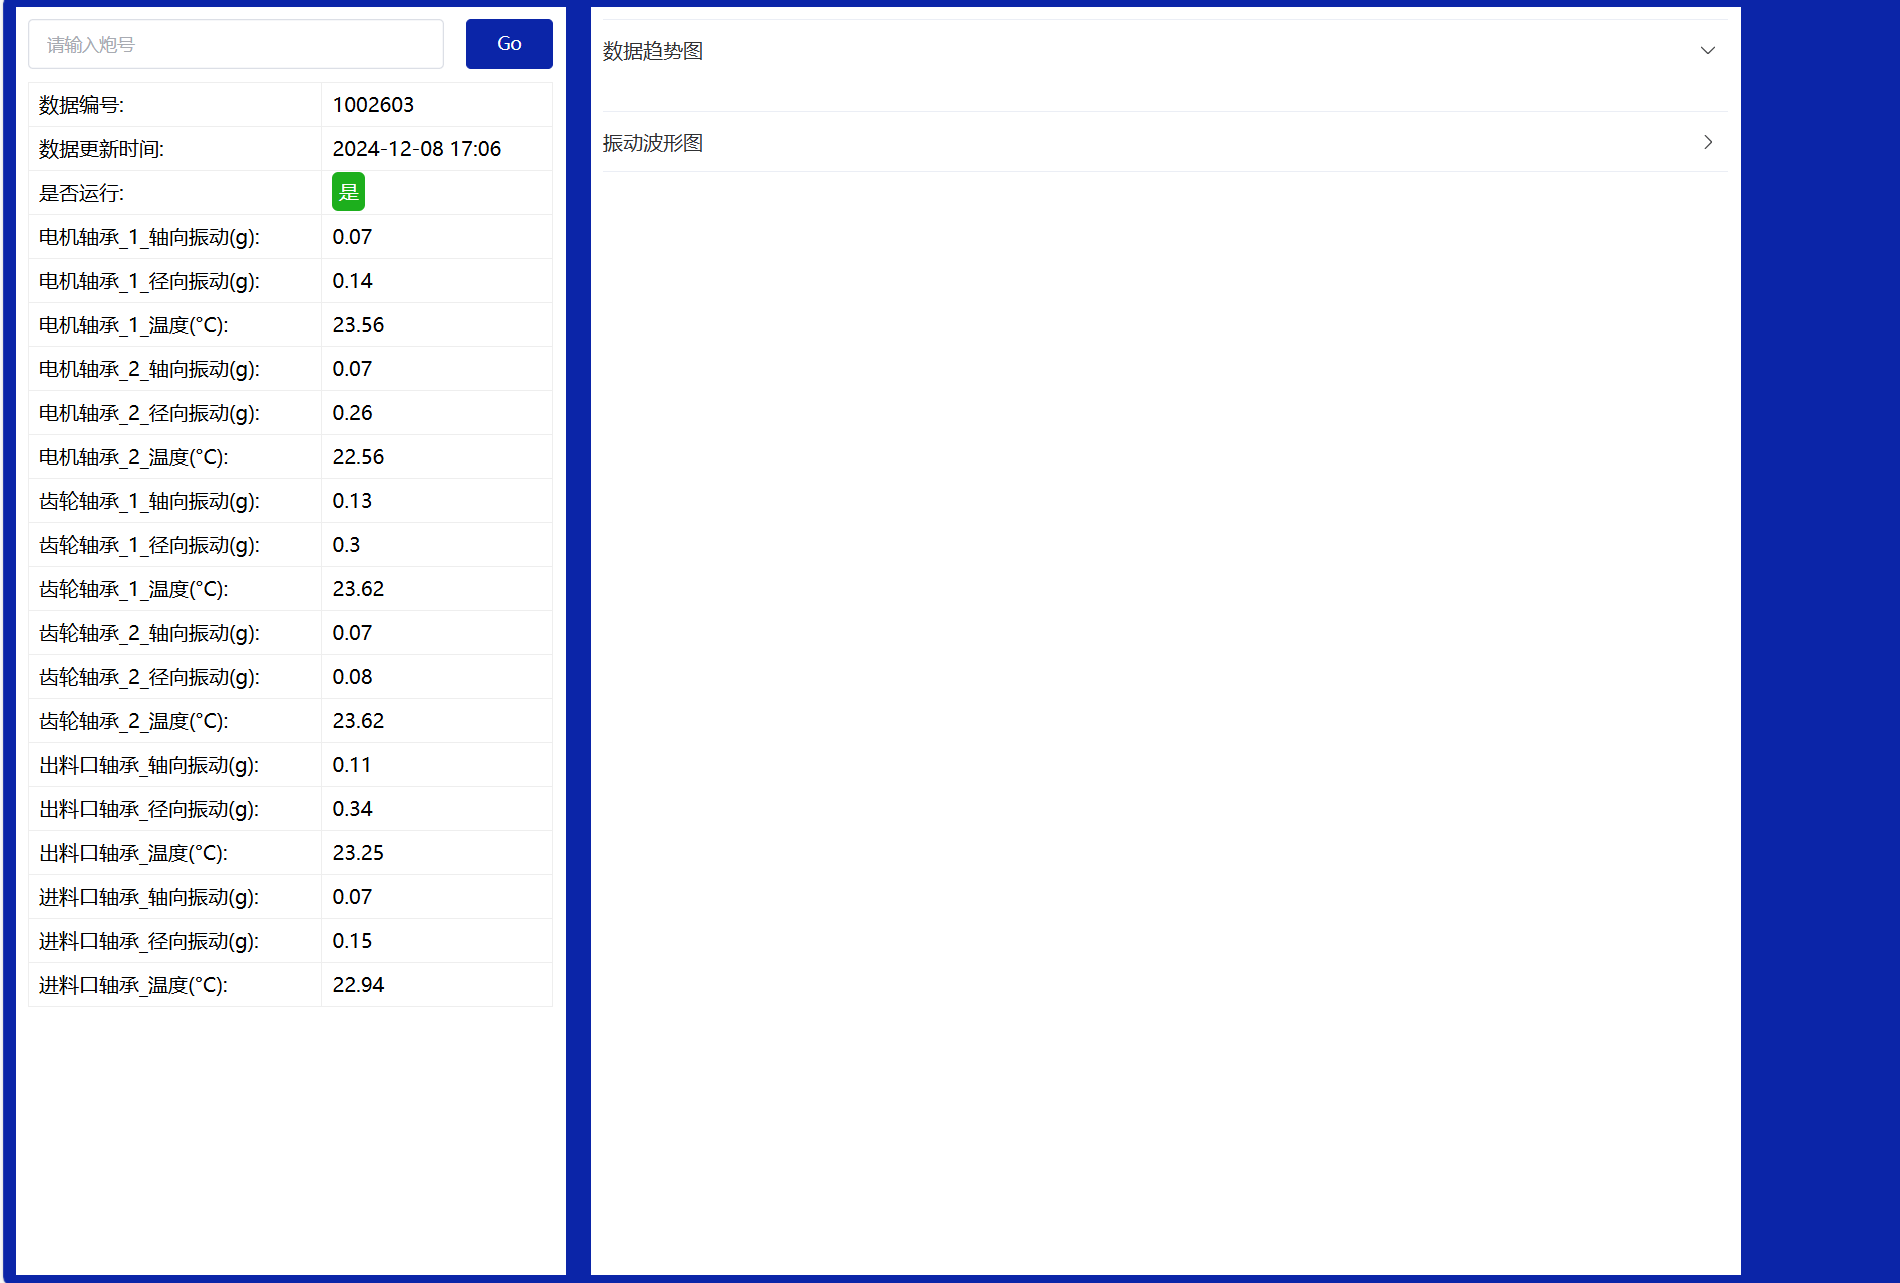 请输入炮号
Go
数据编号: 1002603
数据更新时间: 2024-12-08 17:06
是否运行: 是
电机轴承_1_轴向振动(g): 0.07
电机轴承_1_径向振动(g): 0.14
电机轴承_1_温度(°C): 23.56
电机轴承_2_轴向振动(g): 0.07
电机轴承_2_径向振动(g): 0.26
电机轴承_2_温度(°C): 22.56
齿轮轴承_1_轴向振动(g): 0.13
齿轮轴承_1_径向振动(g): 0.3
齿轮轴承_1_温度(°C): 23.62
齿轮轴承_2_轴向振动(g): 0.07
齿轮轴承_2_径向振动(g): 0.08
齿轮轴承_2_温度(°C): 23.62
出料口轴承_轴向振动(g): 0.11
出料口轴承_径向振动(g): 0.34
出料口轴承_温度(°C): 23.25
进料口轴承_轴向振动(g): 0.07
进料口轴承_径向振动(g): 0.15
进料口轴承_温度(°C): 22.94
数据趋势图
振动波形图